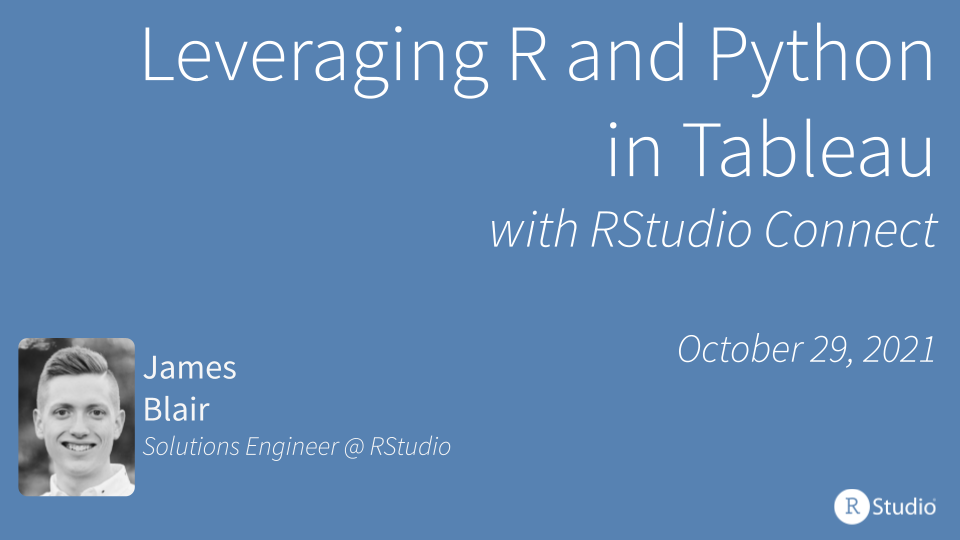 Leveraging R and Python
in Tableau
with RStudio Connect
October 29, 2021
James
Blair
Solutions Engineer @ RStudio
R Studio